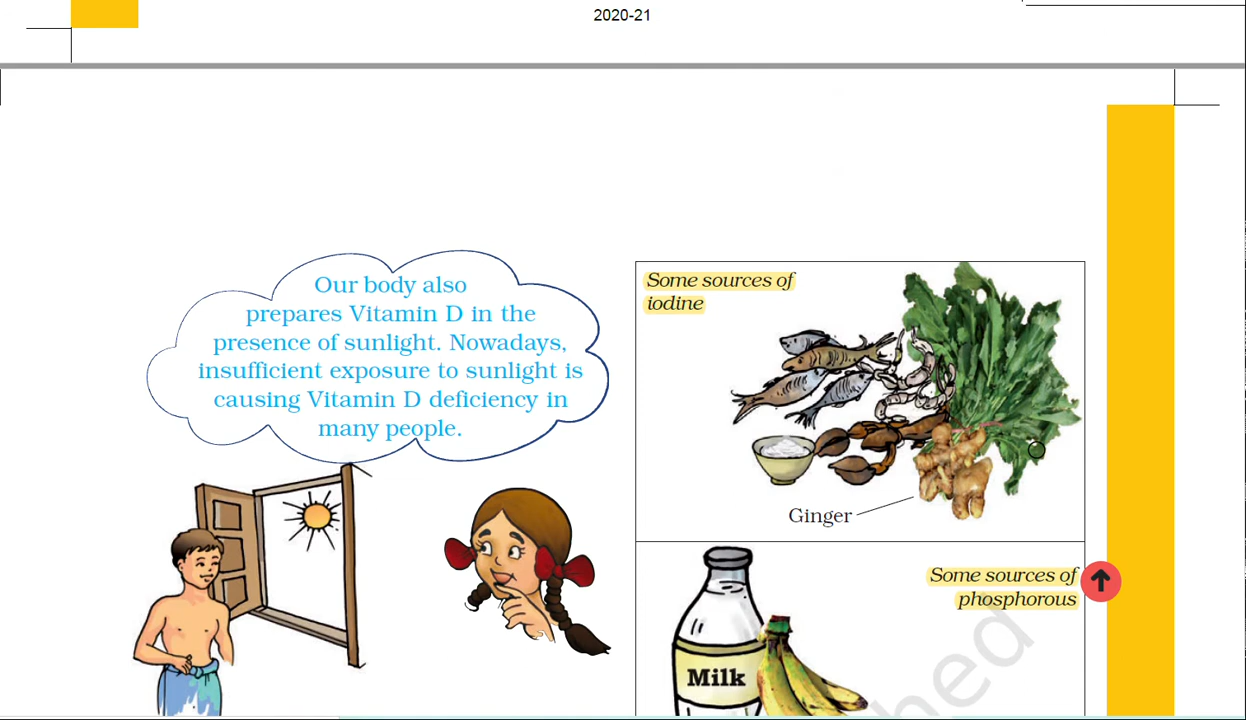 2020-21
Our body also
prepares Vitamin D in the
presence of sunlight. Nowadays,
insufficient exposure to sunlight is
causing Vitamin D deficiency in
many people.
Some sources of
iodine
Ginger
Some sources of
phosphorous
Milk
hed